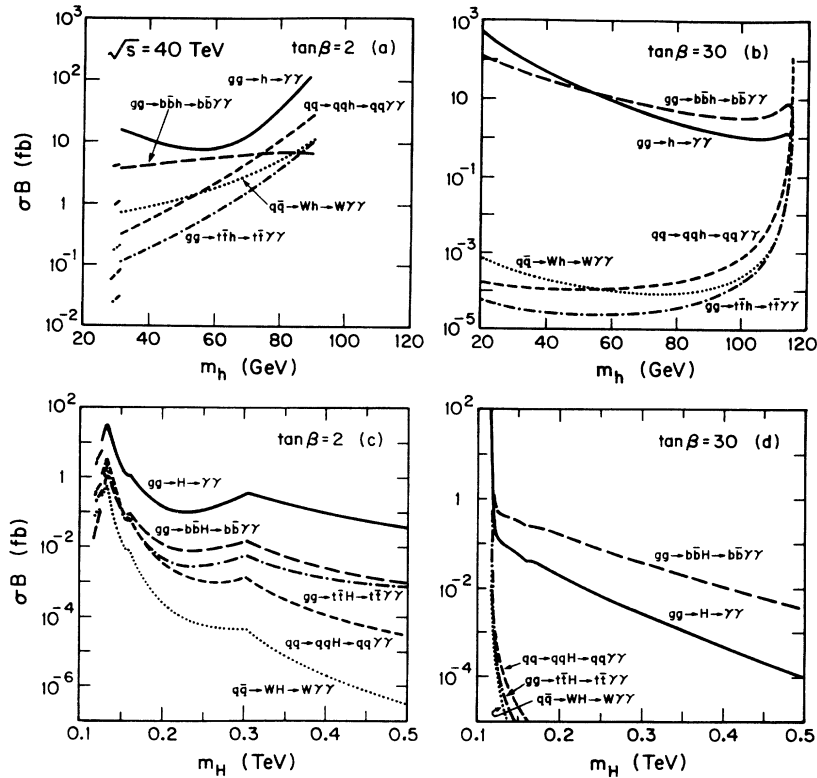 √s=40 TeV
tanβ=2 (a)
gg→h→γγ
gg→bb̄h→bb̄γγ
qq→qqh→qqγγ
qq̄→Wh→Wγγ
gg→tt̄h→tt̄γγ
10²
10
1
10⁻¹
10⁻²
σB (fb)
20 40 60 80 100 120
m_h (GeV)
tanβ=30 (b)
gg→bb̄h→bb̄γγ
gg→h→γγ
qq→qqh→qqγγ
qq̄→Wh→Wγγ
gg→tt̄h→tt̄γγ
10³
10
10⁻¹
10⁻³
10⁻⁵
20 40 60 80 100 120
m_h (GeV)
tanβ=2 (c)
gg→H→γγ
gg→bb̄H→bb̄γγ
gg→tt̄H→tt̄γγ
qq→qqH→qqγγ
qq̄→WH→Wγγ
10²
1
10⁻²
10⁻⁴
10⁻⁶
σB (fb)
0.1 0.2 0.3 0.4 0.5
m_H (TeV)
tanβ=30 (d)
gg→bb̄H→bb̄γγ
gg→H→γγ
qq→qqH→qqγγ
gg→tt̄H→tt̄γγ
qq̄→WH→Wγγ
10²
1
10⁻²
10⁻⁴
0.1 0.2 0.3 0.4 0.5
m_H (TeV)